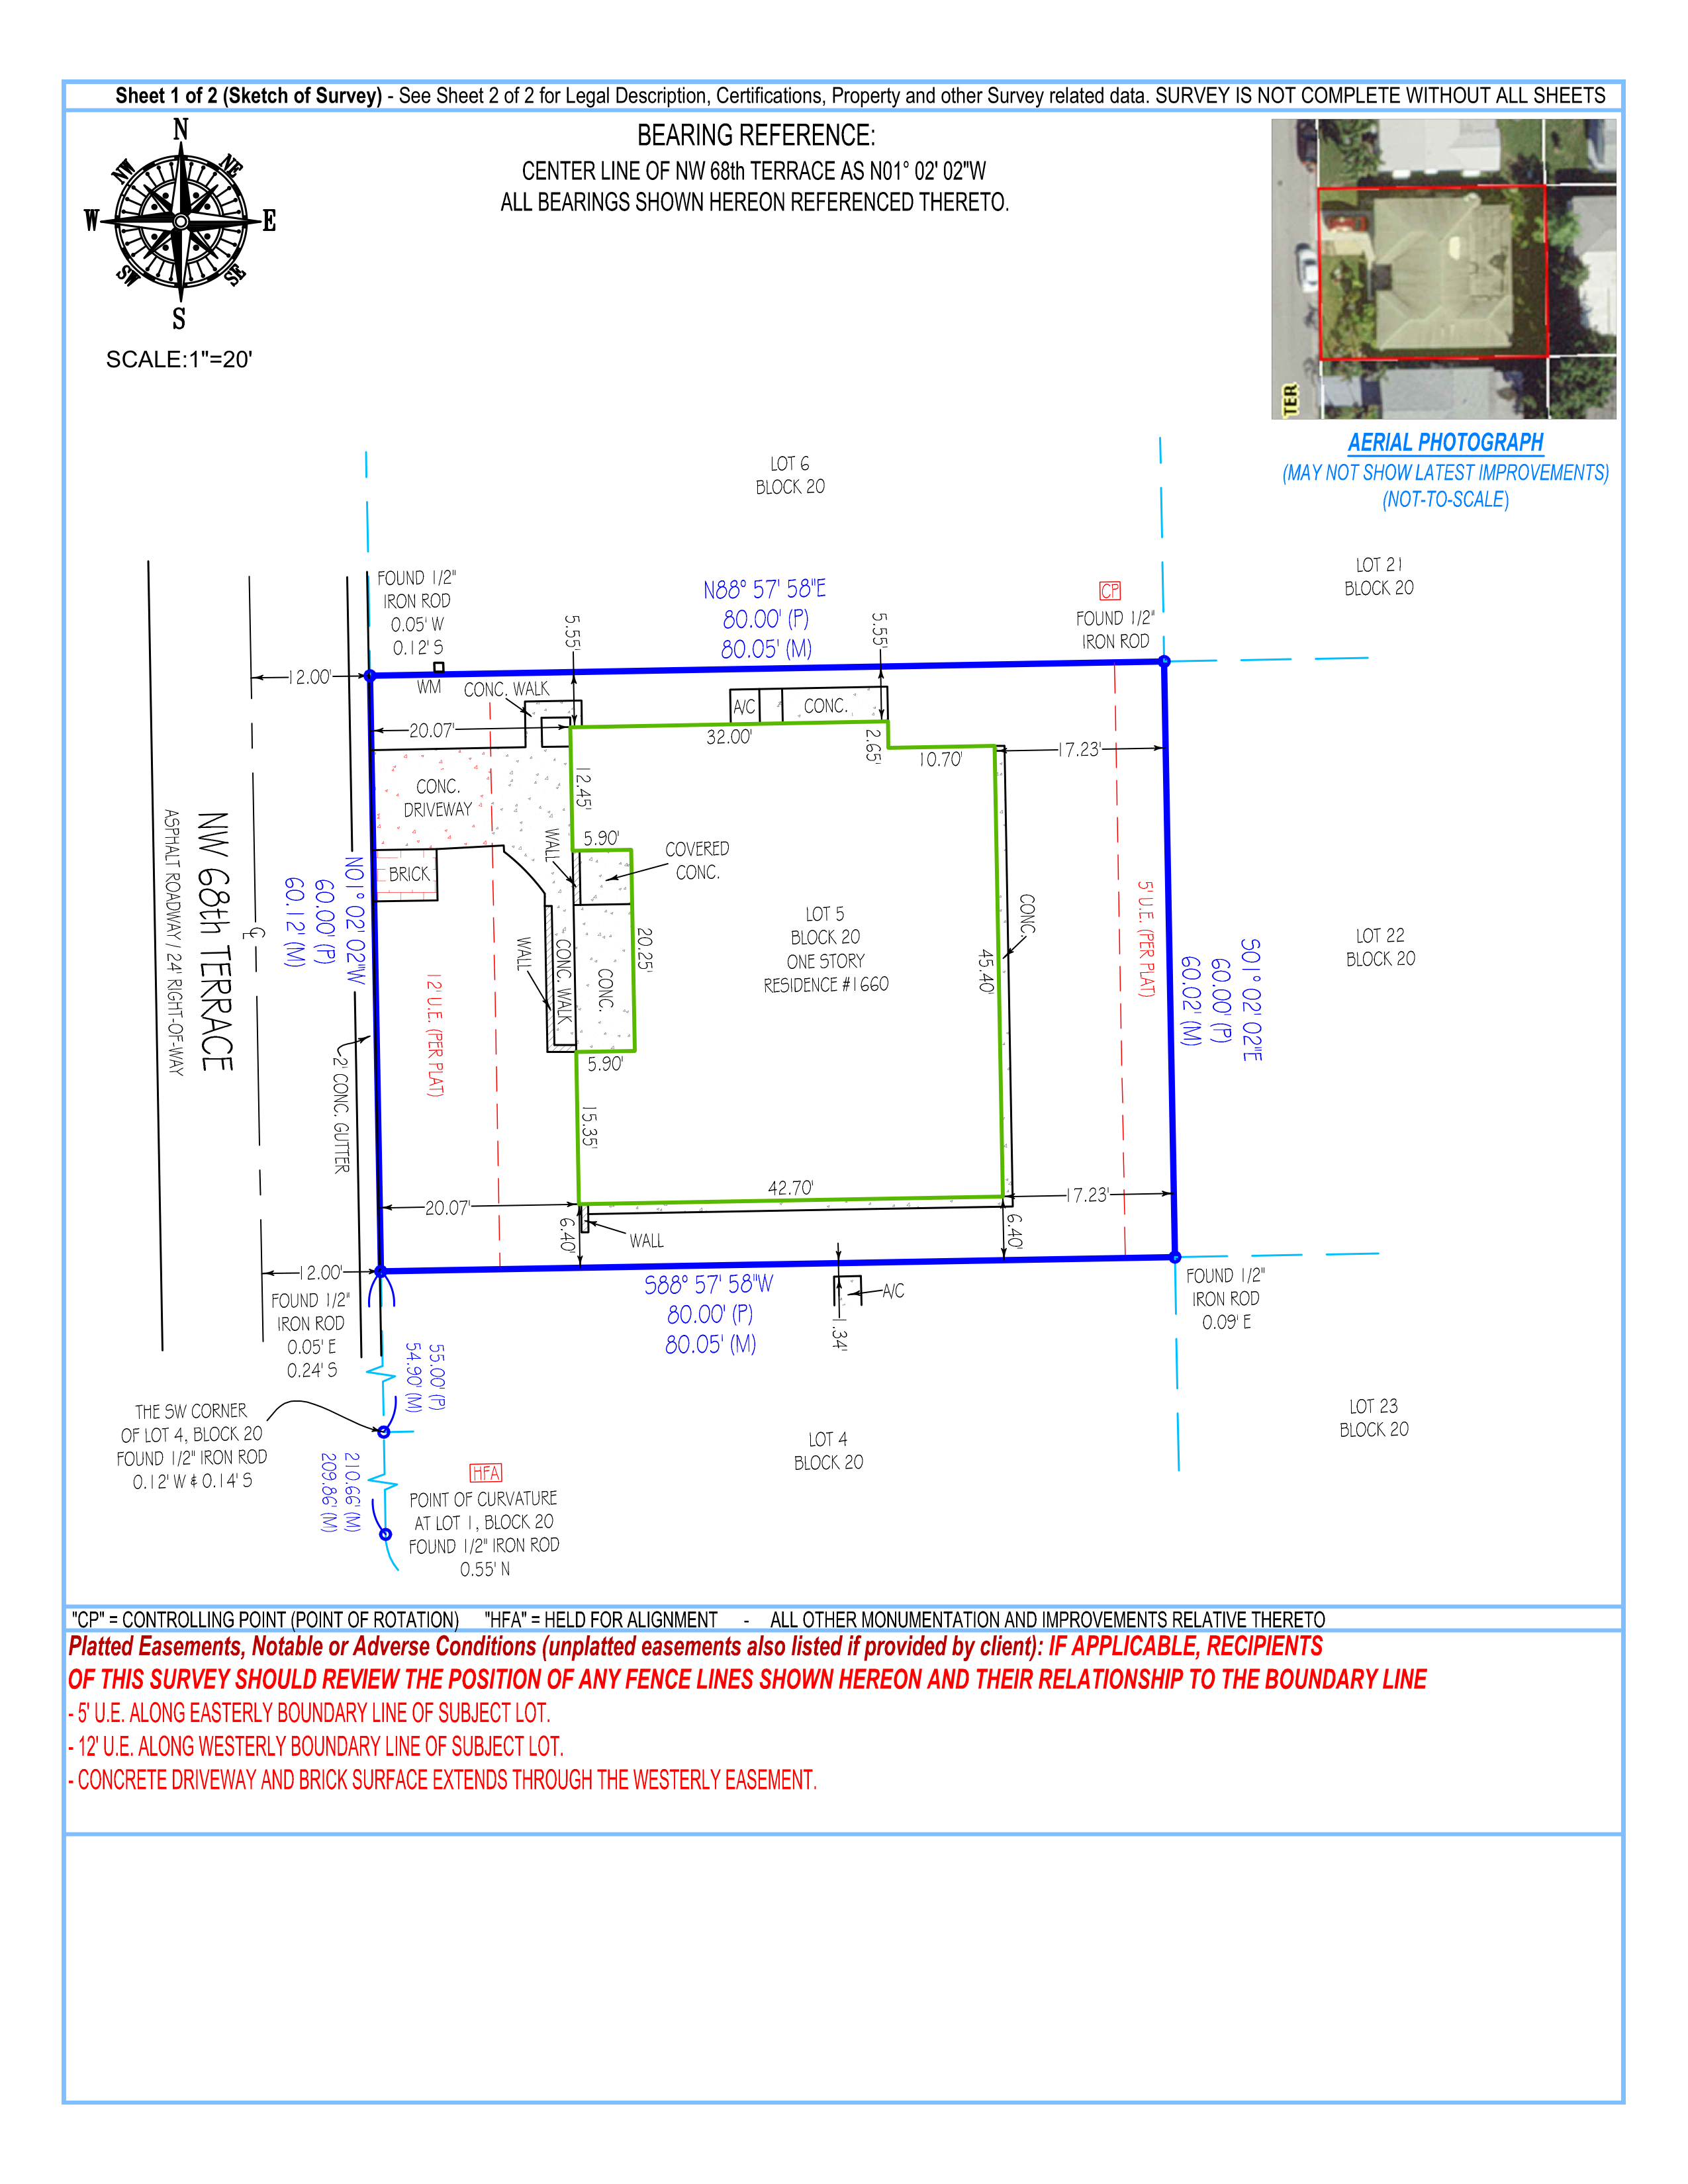 Sheet 1 of 2 (Sketch of Survey) - See Sheet 2 of 2 for Legal Description, Certifications, Property and other Survey related data. SURVEY IS NOT COMPLETE WITHOUT ALL SHEETS
N
NE
E
SE
S
SW
W
NW
SCALE:1"=20'
BEARING REFERENCE:
CENTER LINE OF NW 68th TERRACE AS N01° 02' 02"W
ALL BEARINGS SHOWN HEREON REFERENCED THERETO.
TER
AERIAL PHOTOGRAPH
(MAY NOT SHOW LATEST IMPROVEMENTS)
(NOT-TO-SCALE)
LOT 6
BLOCK 20
LOT 21
BLOCK 20
FOUND 1/2"
IRON ROD
0.05' W
0.12' S
N88° 57' 58"E
80.00' (P)
80.05' (M)
CP
FOUND 1/2"
IRON ROD
5.55'
5.55'
12.00'
WM
CONC. WALK
A/C
CONC.
20.07'
32.00'
2.65'
10.70'
17.23'
12.45'
CONC.
DRIVEWAY
BRICK
WALL
5.90'
COVERED
CONC.
NW 68th TERRACE
ASPHALT ROADWAY / 24' RIGHT-OF-WAY
CL
N01° 02' 02"W
60.00' (P)
60.12' (M)
2' CONC. GUTTER
12' U.E. (PER PLAT)
WALL
CONC. WALK
CONC.
20.25'
LOT 5
BLOCK 20
ONE STORY
RESIDENCE #1660
45.40'
CONC.
5' U.E. (PER PLAT)
S01° 02' 02"E
60.00' (P)
60.02' (M)
LOT 22
BLOCK 20
5.90'
15.35'
42.70'
20.07'
17.23'
6.40'
WALL
6.40'
12.00'
FOUND 1/2"
IRON ROD
0.05' E
0.24' S
S88° 57' 58"W
80.00' (P)
80.05' (M)
A/C
1.34'
FOUND 1/2"
IRON ROD
0.09' E
55.00' (P)
54.90' (M)
THE SW CORNER
OF LOT 4, BLOCK 20
FOUND 1/2" IRON ROD
0.12' W & 0.14' S
210.66' (M)
209.86' (M)
HFA
POINT OF CURVATURE
AT LOT 1, BLOCK 20
FOUND 1/2" IRON ROD
0.55' N
LOT 4
BLOCK 20
LOT 23
BLOCK 20
"CP" = CONTROLLING POINT (POINT OF ROTATION) "HFA" = HELD FOR ALIGNMENT - ALL OTHER MONUMENTATION AND IMPROVEMENTS RELATIVE THERETO
Platted Easements, Notable or Adverse Conditions (unplatted easements also listed if provided by client): IF APPLICABLE, RECIPIENTS
OF THIS SURVEY SHOULD REVIEW THE POSITION OF ANY FENCE LINES SHOWN HEREON AND THEIR RELATIONSHIP TO THE BOUNDARY LINE
- 5' U.E. ALONG EASTERLY BOUNDARY LINE OF SUBJECT LOT.
- 12' U.E. ALONG WESTERLY BOUNDARY LINE OF SUBJECT LOT.
- CONCRETE DRIVEWAY AND BRICK SURFACE EXTENDS THROUGH THE WESTERLY EASEMENT.